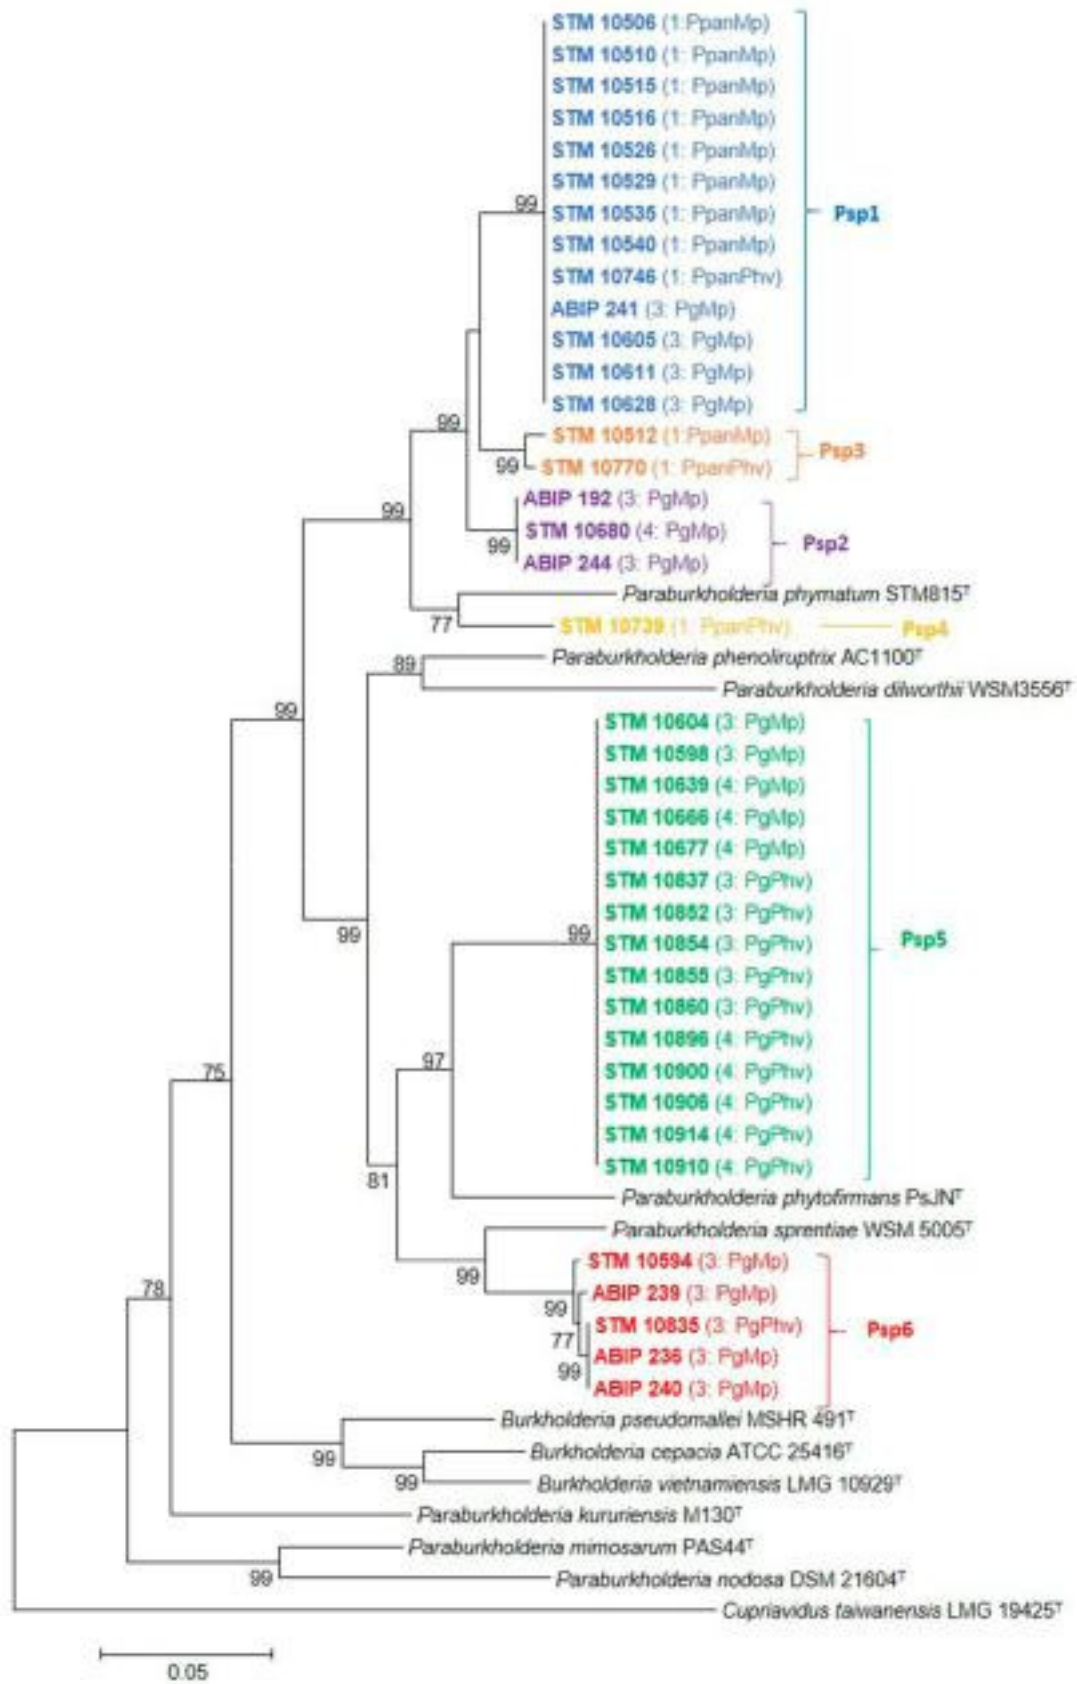 STM 10506 (1:PpanMp)
STM 10510 (1: PpanMp)
STM 10515 (1: PpanMp)
STM 10516 (1: PpanMp)
STM 10526 (1: PpanMp)
STM 10529 (1: PpanMp)
99
STM 10535 (1: PpanMp)
Psp1
STM 10540 (1: PpanMp)
STM 10746 (1: PpanPhv)
ABIP 241 (3: PgMp)
STM 10605 (3: PgMp)
STM 10611 (3: PgMp)
STM 10628 (3: PgMp)
99
STM 10512 (1:PpanMp)
Psp3
99
STM 10770 (1: PpanPhv)
ABIP 192 (3: PgMp)
99
STM 10680 (4: PgMp)
Psp2
99
ABIP 244 (3: PgMp)
Paraburkholderia phymatum STM815ᵀ
77
STM 10739 (1: PpanPhv)
Psp4
Paraburkholderia phenoliruptrix AC1100ᵀ
89
Paraburkholderia dilworthii WSM3556ᵀ
99
STM 10604 (3: PgMp)
STM 10598 (3: PgMp)
STM 10639 (4: PgMp)
STM 10666 (4: PgMp)
STM 10677 (4: PgMp)
STM 10837 (3: PgPhv)
STM 10852 (3: PgPhv)
99
99
STM 10854 (3: PgPhv)
Psp5
STM 10855 (3: PgPhv)
STM 10860 (3: PgPhv)
STM 10896 (4: PgPhv)
97
75
STM 10900 (4: PgPhv)
STM 10906 (4: PgPhv)
STM 10914 (4: PgPhv)
STM 10910 (4: PgPhv)
81
Paraburkholderia phytofirmans PsJNᵀ
Paraburkholderia sprentiae WSM 5005ᵀ
STM 10594 (3: PgMp)
99
78
ABIP 239 (3: PgMp)
99
STM 10835 (3: PgPhv)
Psp6
77
ABIP 236 (3: PgMp)
99
ABIP 240 (3: PgMp)
Burkholderia pseudomallei MSHR 491ᵀ
99
Burkholderia cepacia ATCC 25416ᵀ
99
Burkholderia vietnamiensis LMG 10929ᵀ
Paraburkholderia kururiensis M130ᵀ
Paraburkholderia mimosarum PAS44ᵀ
99
Paraburkholderia nodosa DSM 21604ᵀ
Cupriavidus taiwanensis LMG 19425ᵀ
0.05